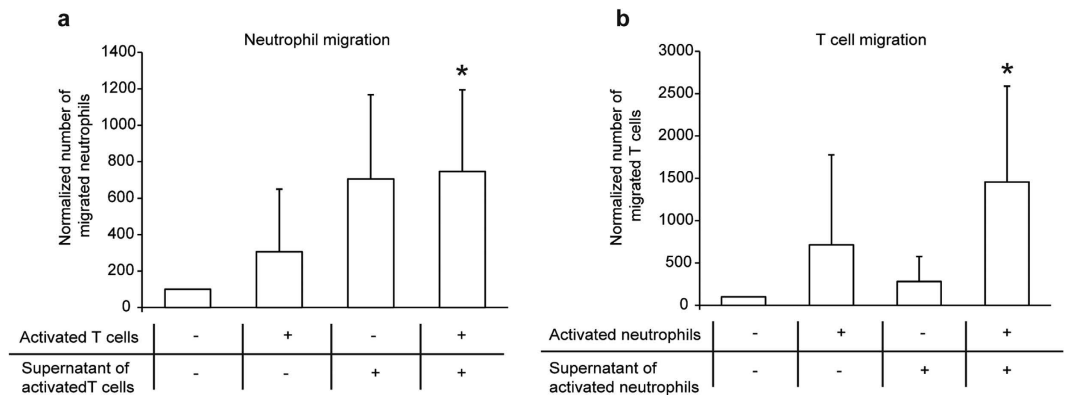 a
Neutrophil migration
Normalized number of
migrated neutrophils
1400
1200
1000
800
600
400
200
0
*
Activated T cells - + - +
Supernatant of
activatedT cells - - + +
b
T cell migration
Normalized number of
migrated T cells
3000
2500
2000
1500
1000
500
0
*
Activated neutrophils - + - +
Supernatant of
activated neutrophils - - + +